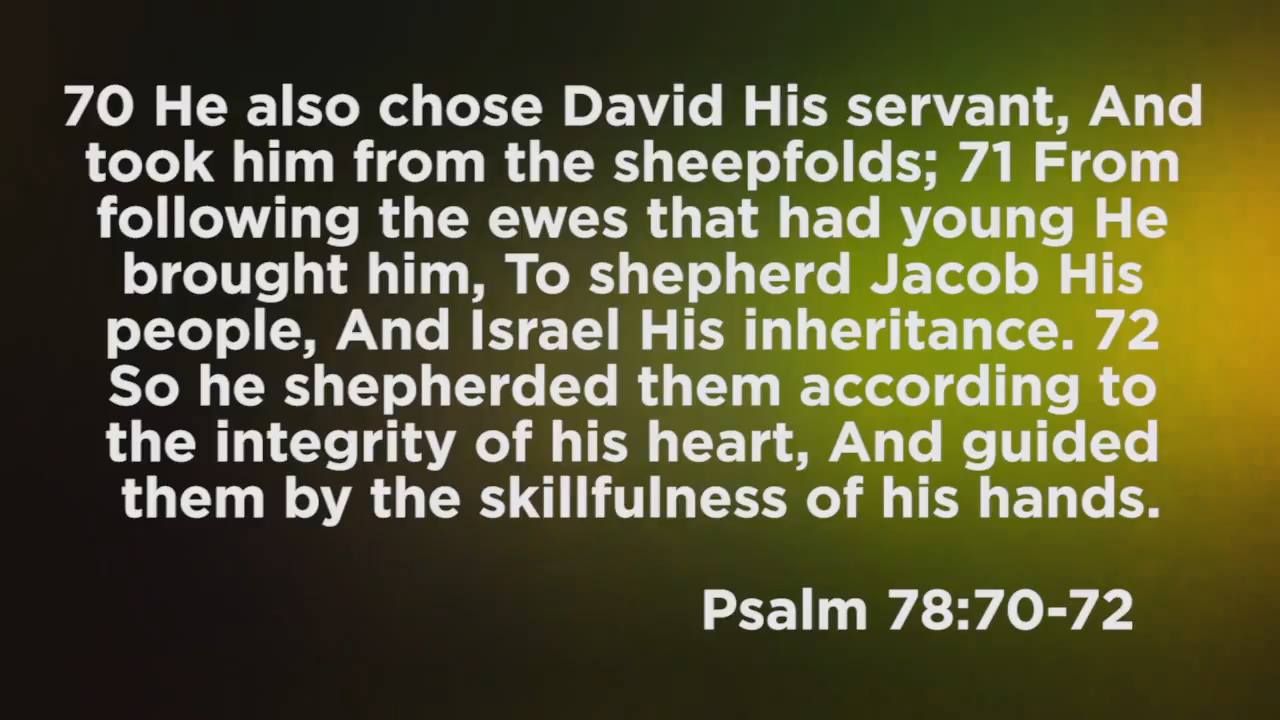 70 He also chose David His servant, And
took him from the sheepfolds; 71 From
following the ewes that had young He
brought him, To shepherd Jacob His
people, And Israel His inheritance. 72
So he shepherded them according to
the integrity of his heart, And guided
them by the skillfulness of his hands.
Psalm 78:70-72